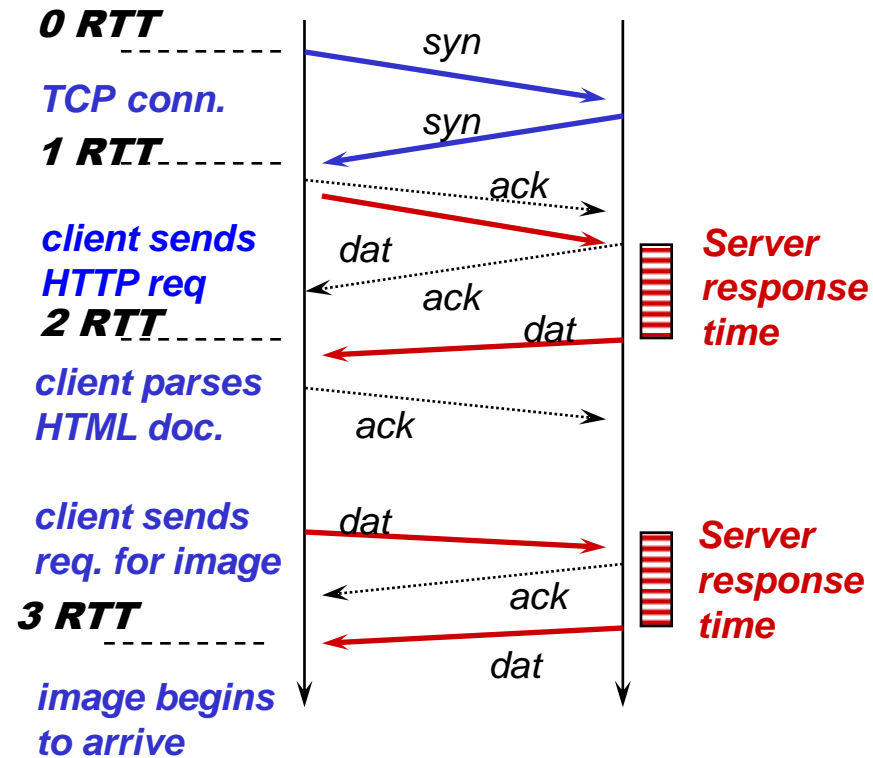 0 RTT
syn
TCP conn.
syn
1 RTT
ack
client sends
HTTP req
dat
Server
response
time
ack
2 RTT
dat
client parses
HTML doc.
ack
client sends
req. for image
dat
Server
response
time
ack
3 RTT
dat
image begins
to arrive